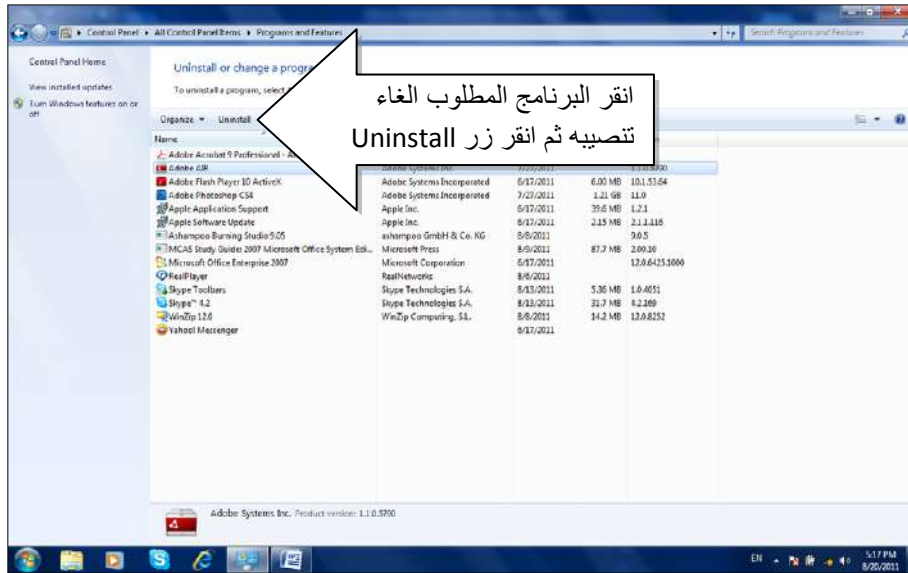 Control Panel ▸ All Control Panel Items ▸ Programs and Features
Search Programs and Features
Control Panel Home
View installed updates
Turn Windows features on or off
Uninstall or change a progra
To uninstall a program, select
Organize Uninstall
انقر البرنامج المطلوب الغاء
تنصيبه ثم انقر زر Uninstall
Name
Adobe Acrobat 9 Professional - A
Adobe AIR Adobe Systems Inc. 7/27/2011 1.1.0.5790
Adobe Flash Player 10 ActiveX Adobe Systems Incorporated 6/17/2011 6.00 MB 10.1.53.64
Adobe Photoshop CS4 Adobe Systems Incorporated 7/27/2011 1.21 GB 11.0
Apple Application Support Apple Inc. 6/17/2011 39.6 MB 1.2.1
Apple Software Update Apple Inc. 6/17/2011 2.15 MB 2.1.1.116
Ashampoo Burning Studio 9.05 ashampoo GmbH & Co. KG 8/8/2011 9.0.5
MCAS Study Guide: 2007 Microsoft Office System Edi... Microsoft Press 8/9/2011 87.7 MB 2.00.10
Microsoft Office Enterprise 2007 Microsoft Corporation 6/17/2011 12.0.6425.1000
RealPlayer RealNetworks 8/6/2011
Skype Toolbars Skype Technologies S.A. 8/13/2011 5.36 MB 1.0.4051
Skype™ 4.2 Skype Technologies S.A. 8/13/2011 31.7 MB 4.2.169
WinZip 12.0 WinZip Computing, S.L. 8/8/2011 14.2 MB 12.0.8252
Yahoo! Messenger 6/17/2011
Adobe Systems Inc. Product version: 1.1.0.5790
EN 5:17 PM
8/20/2011